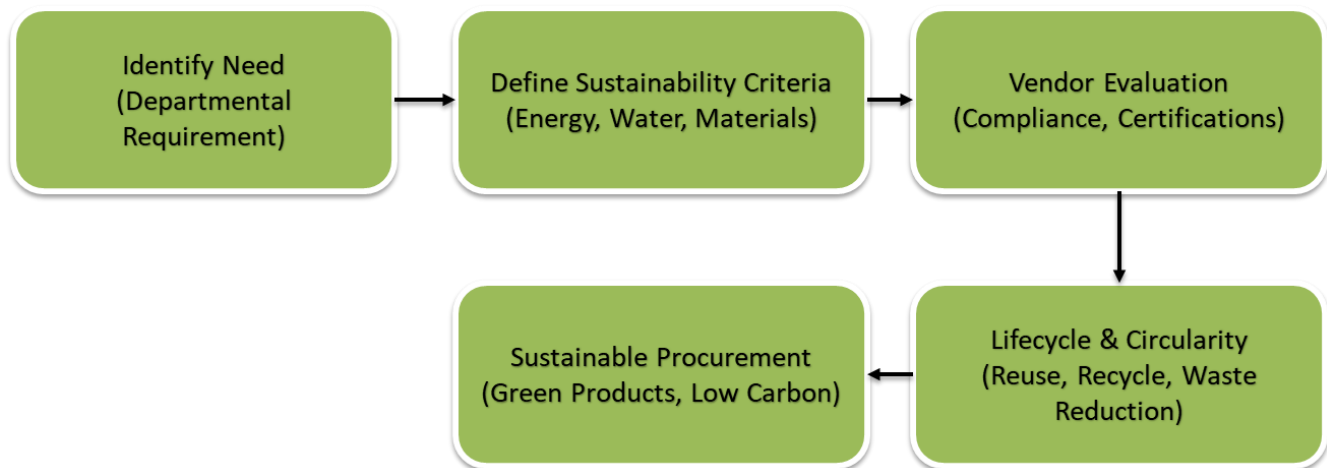 Identify Need
(Departmental
Requirement)
Define Sustainability Criteria
(Energy, Water, Materials)
Vendor Evaluation
(Compliance, Certifications)
Lifecycle & Circularity
(Reuse, Recycle, Waste
Reduction)
Sustainable Procurement
(Green Products, Low Carbon)